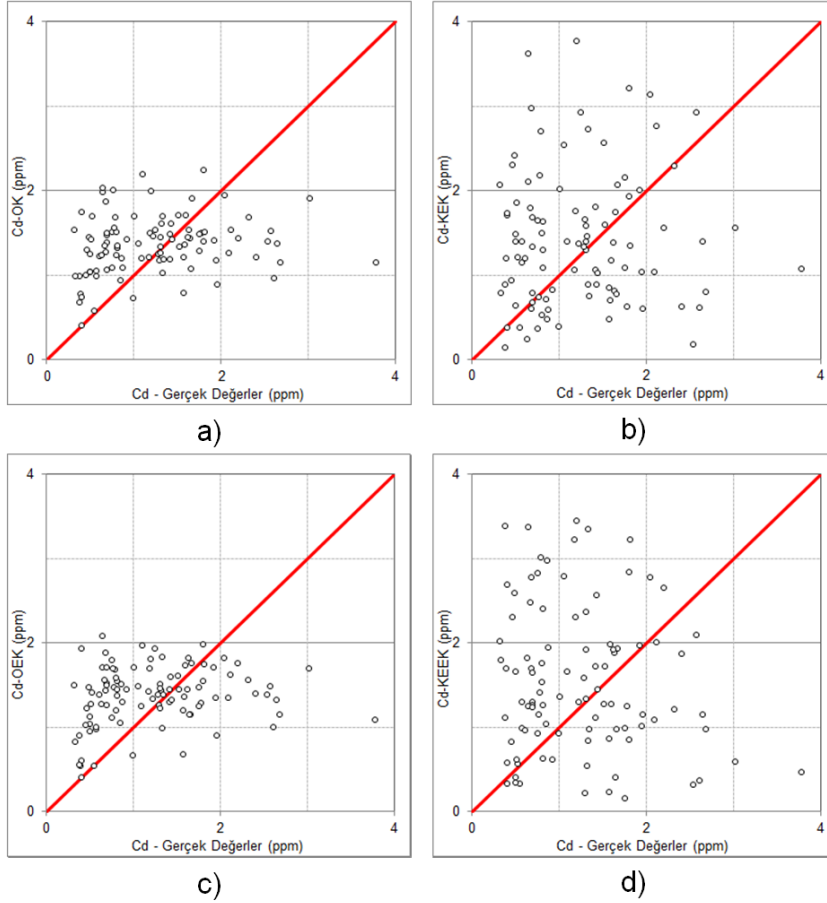 4
2
0
0
2
4
Cd-OK (ppm)
Cd - Gerçek Değerler (ppm)
a)
4
2
0
0
2
4
Cd-KEK (ppm)
Cd - Gerçek Değerler (ppm)
b)
4
2
0
0
2
4
Cd-OEK (ppm)
Cd - Gerçek Değerler (ppm)
c)
4
2
0
0
2
4
Cd-KEEK (ppm)
Cd - Gerçek Değerler (ppm)
d)